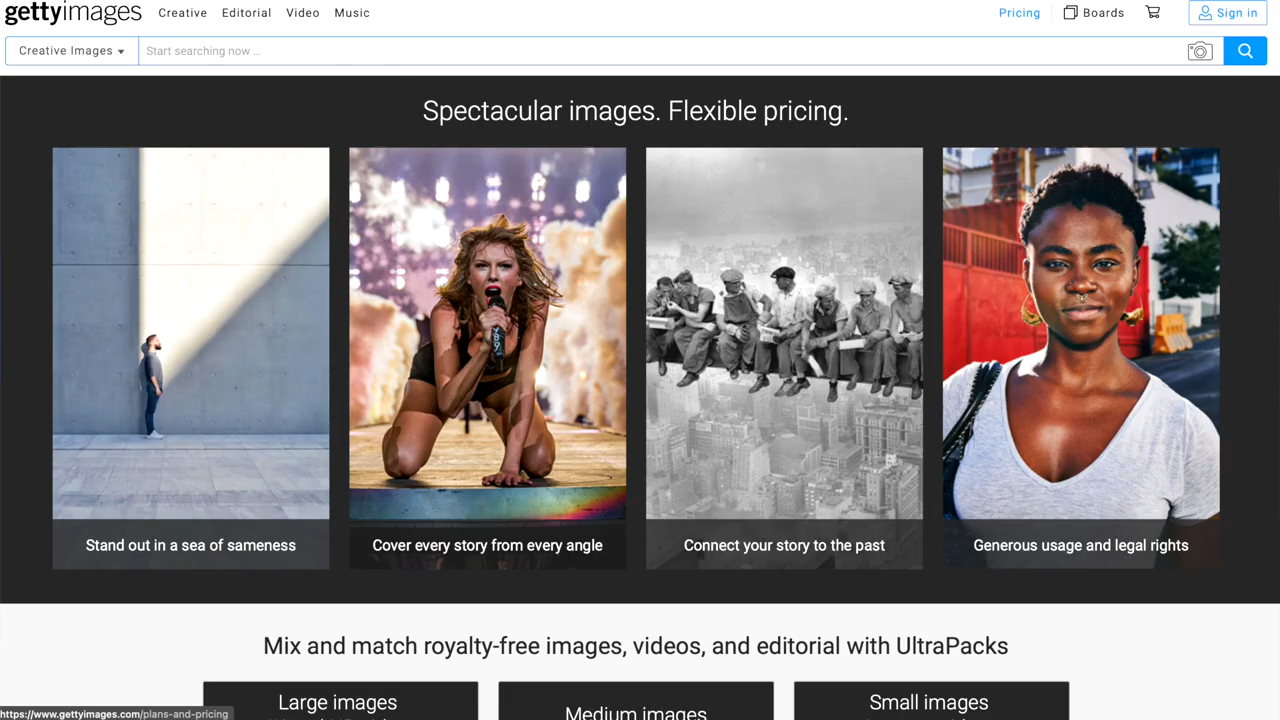 gettyimages Creative Editorial Video Music Pricing Boards Sign in
Creative Images Start searching now …
Spectacular images. Flexible pricing.
Stand out in a sea of sameness
Cover every story from every angle
Connect your story to the past
Generous usage and legal rights
Mix and match royalty-free images, videos, and editorial with UltraPacks
Large images
Medium images
Small images
https://www.gettyimages.com/plans-and-pricing